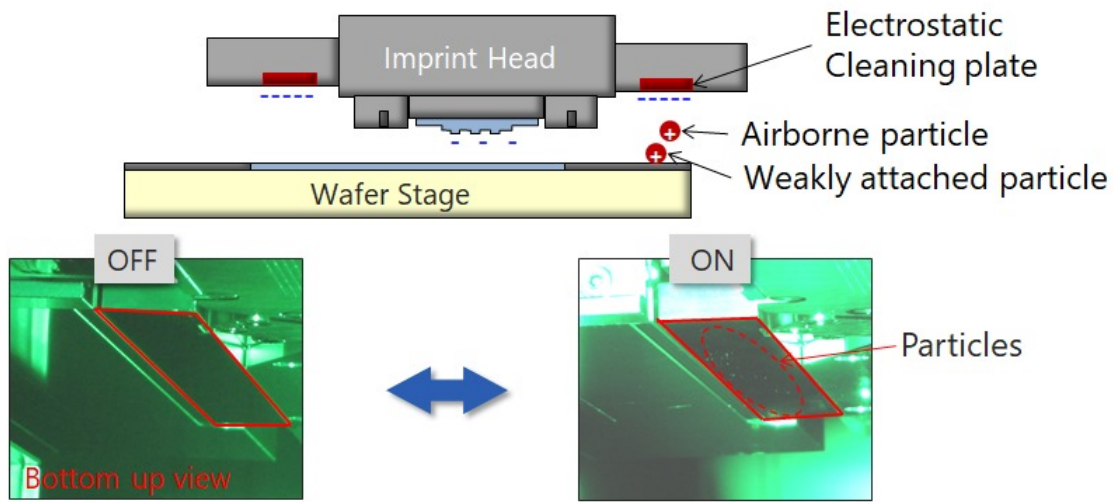 Electrostatic
Cleaning plate
Imprint Head
+
Airborne particle
+
Weakly attached particle
Wafer Stage
OFF
ON
Particles
Bottom up view